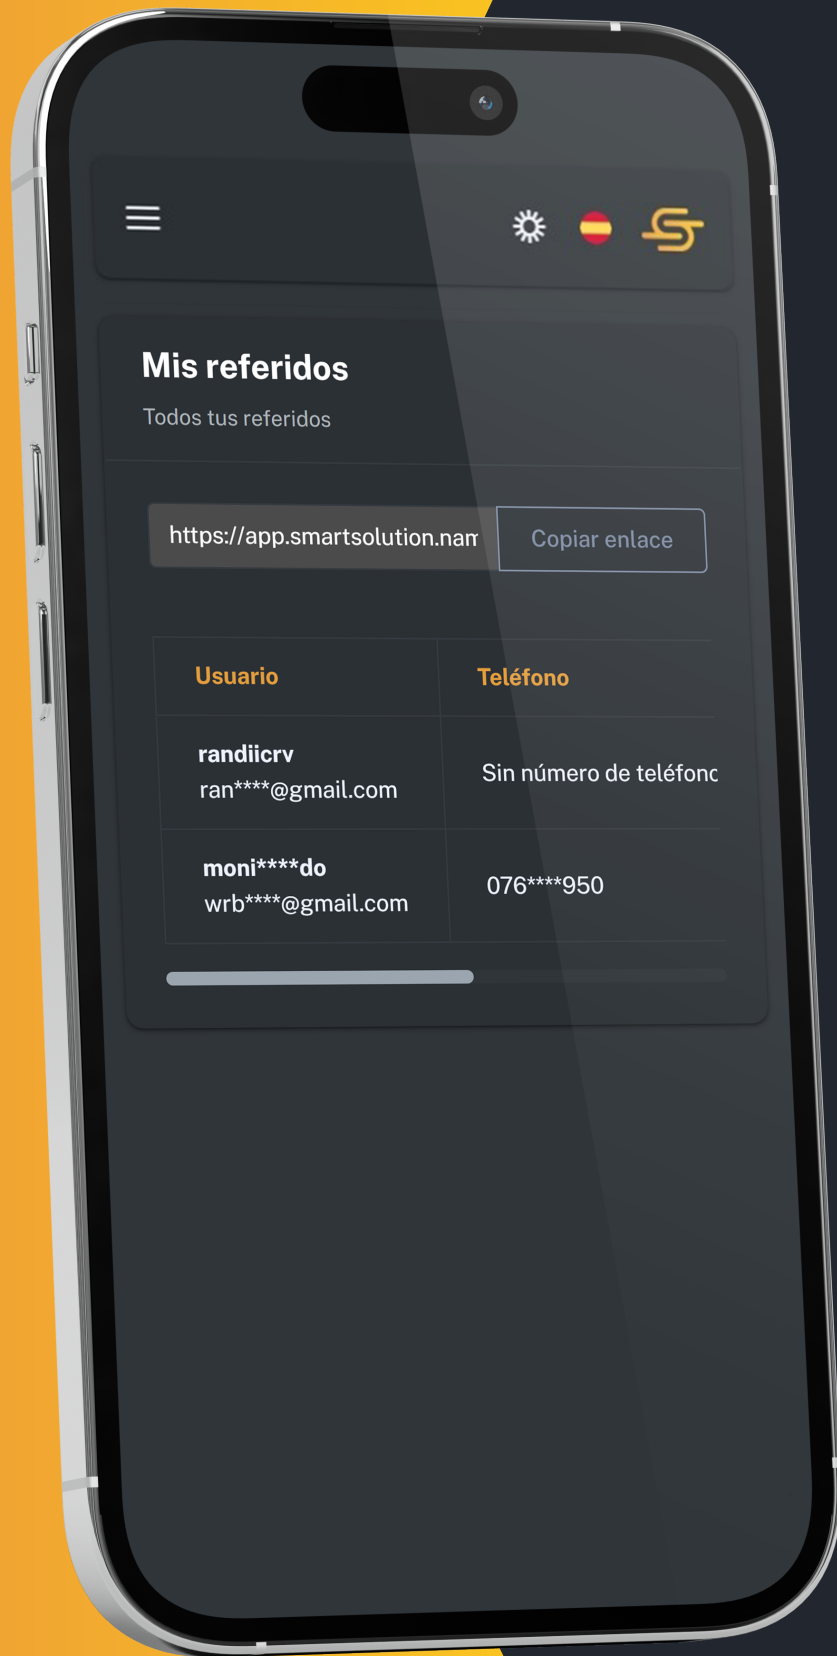 Mis referidos
Todos tus referidos
https://app.smartsolution.nam
Copiar enlace
Usuario
Teléfono
randiicrv
ran****@gmail.com
Sin número de teléfono
moni****do
wrb****@gmail.com
076****950